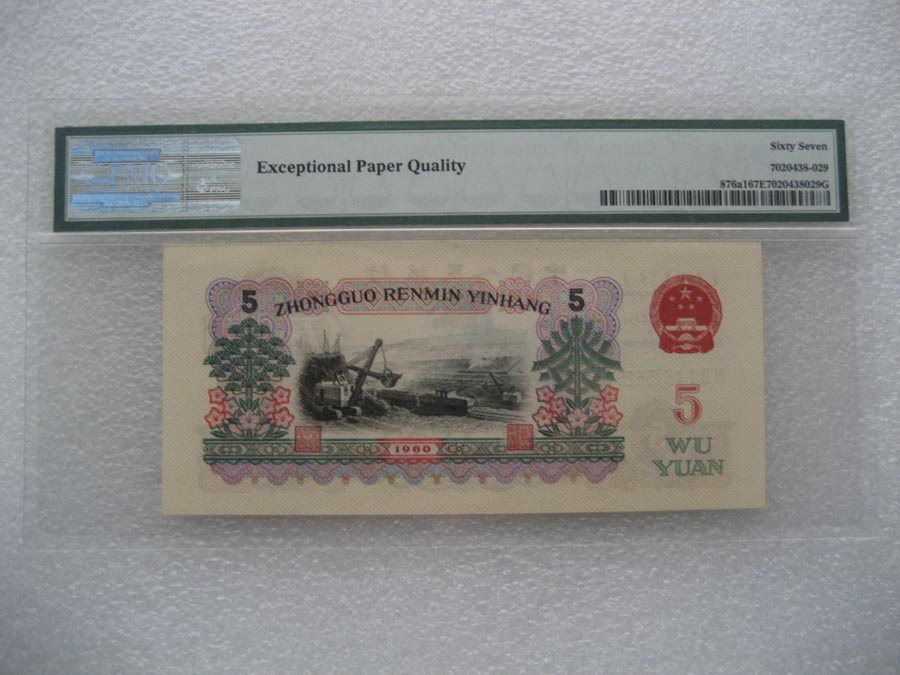 Exceptional Paper Quality
Sixty Seven
7020438-029
876a167E7020438029G
5 ZHONGGUO RENMIN YINHANG 5
1960
5
WU
YUAN